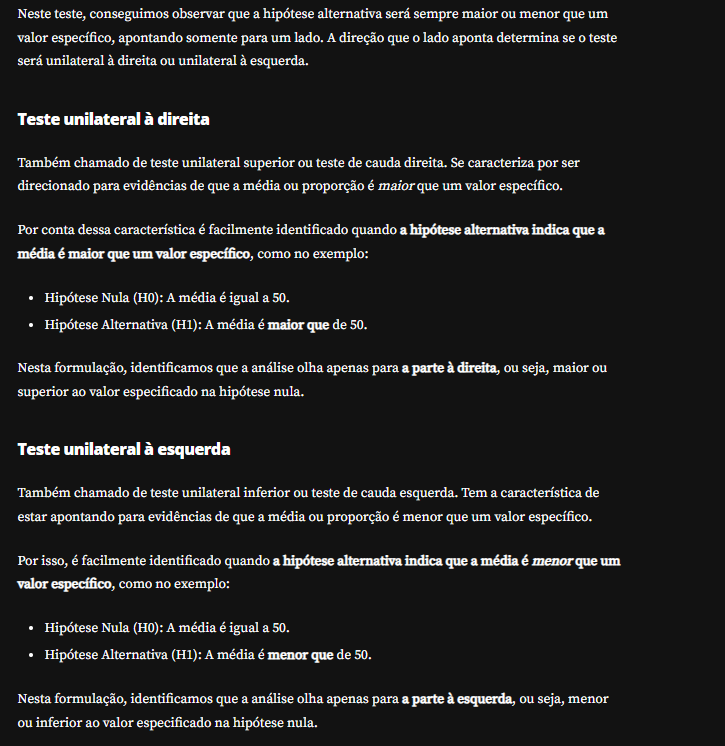 Neste teste, conseguimos observar que a hipótese alternativa será sempre maior ou menor que um
valor específico, apontando somente para um lado. A direção que o lado aponta determina se o teste
será unilateral à direita ou unilateral à esquerda.
Teste unilateral à direita
Também chamado de teste unilateral superior ou teste de cauda direita. Se caracteriza por ser
direcionado para evidências de que a média ou proporção é maior que um valor específico.
Por conta dessa característica é facilmente identificado quando a hipótese alternativa indica que a
média é maior que um valor específico, como no exemplo:
• Hipótese Nula (H0): A média é igual a 50.
• Hipótese Alternativa (H1): A média é maior que de 50.
Nesta formulação, identificamos que a análise olha apenas para a parte à direita, ou seja, maior ou
superior ao valor especificado na hipótese nula.
Teste unilateral à esquerda
Também chamado de teste unilateral inferior ou teste de cauda esquerda. Tem a característica de
estar apontando para evidências de que a média ou proporção é menor que um valor específico.
Por isso, é facilmente identificado quando a hipótese alternativa indica que a média é menor que um
valor específico, como no exemplo:
• Hipótese Nula (H0): A média é igual a 50.
• Hipótese Alternativa (H1): A média é menor que de 50.
Nesta formulação, identificamos que a análise olha apenas para a parte à esquerda, ou seja, menor
ou inferior ao valor especificado na hipótese nula.